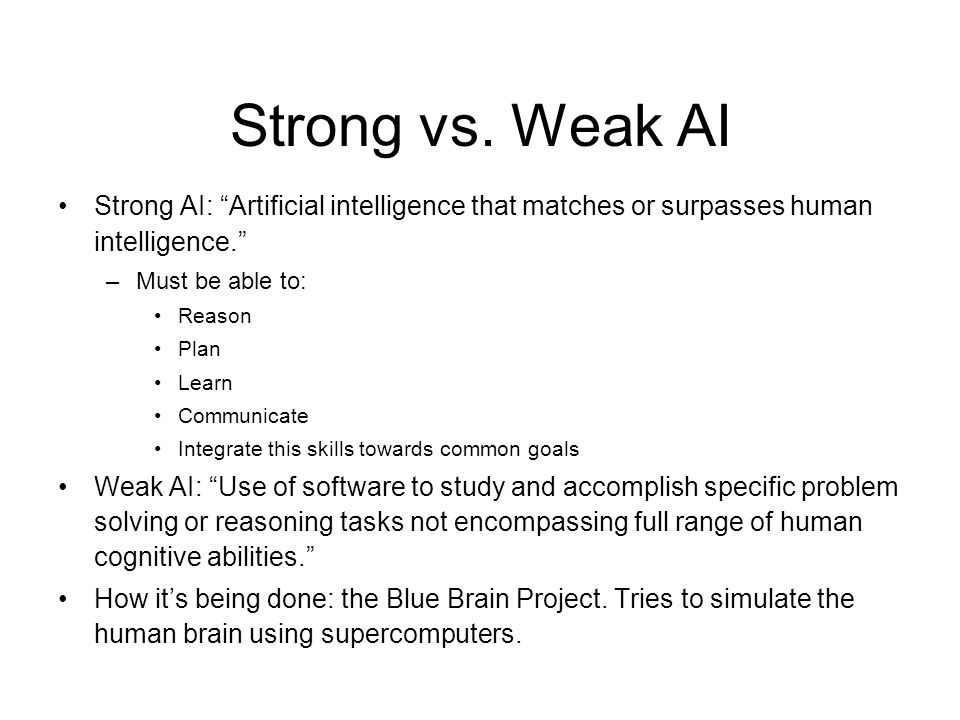 Strong vs. Weak AI
• Strong AI: “Artificial intelligence that matches or surpasses human
intelligence.”
– Must be able to:
• Reason
• Plan
• Learn
• Communicate
• Integrate this skills towards common goals
• Weak AI: “Use of software to study and accomplish specific problem
solving or reasoning tasks not encompassing full range of human
cognitive abilities.”
• How it’s being done: the Blue Brain Project. Tries to simulate the
human brain using supercomputers.